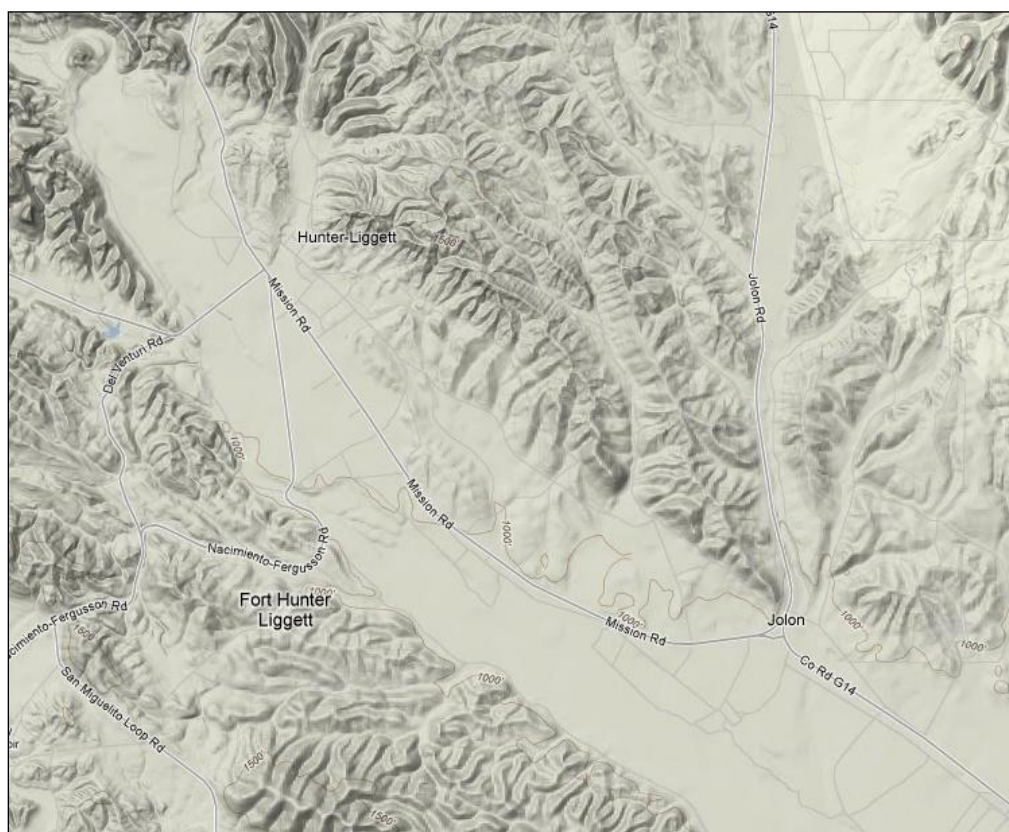 G14
Hunter-Liggett
1500'
Mission Rd
Jolon Rd
Del Venturi Rd
1000'
Mission Rd
1000'
Nacimiento-Fergusson Rd
1000'
Fort Hunter
Liggett
Nacimiento-Fergusson Rd
1500'
1000'
Mission Rd
Jolon
1000'
1000'
Co Rd G14
San Miguelito Loop Rd
1000'
1500'
1500'